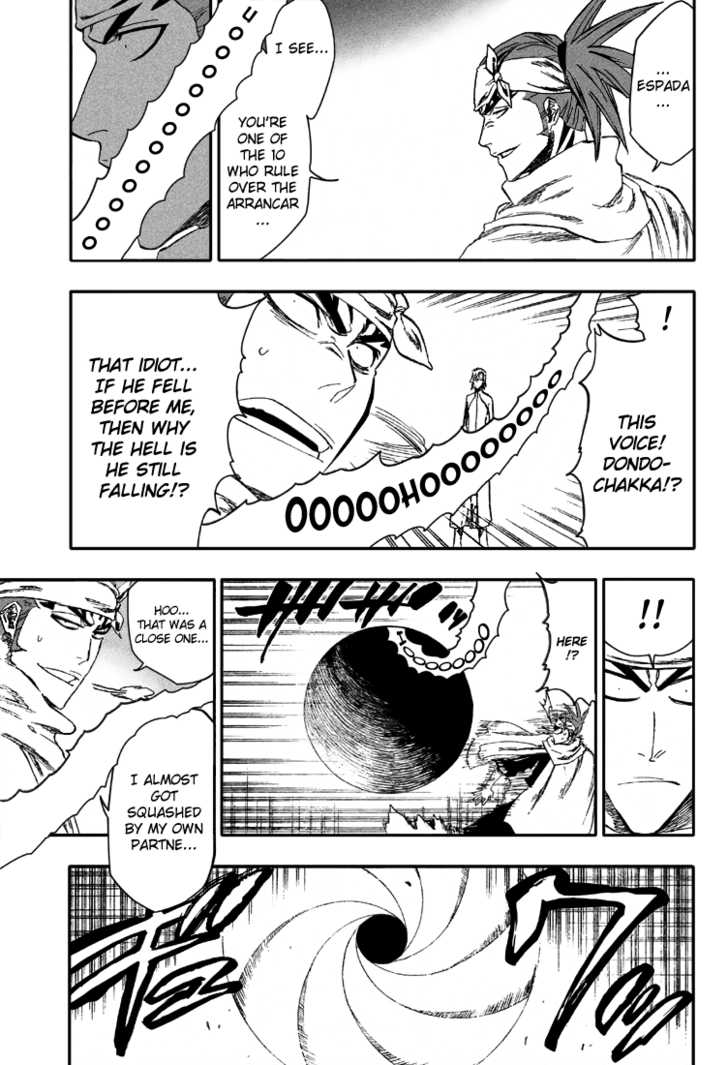 ...
ESPADA
...
I SEE...
YOU'RE
ONE OF
THE 10
WHO RULE
OVER THE
ARRANCAR
...
OOOOOOOOOOOOO
!
THIS
VOICE!
DONDO-
CHAKKA!?
OOOOOHOOOOOOOOO
THAT IDIOT...
IF HE FELL
BEFORE ME,
THEN WHY
THE HELL IS
HE STILL
FALLING!?
!!
HERE
!?
HOO...
THAT WAS A
CLOSE ONE...
I ALMOST
GOT
SQUASHED
BY MY OWN
PARTNE...